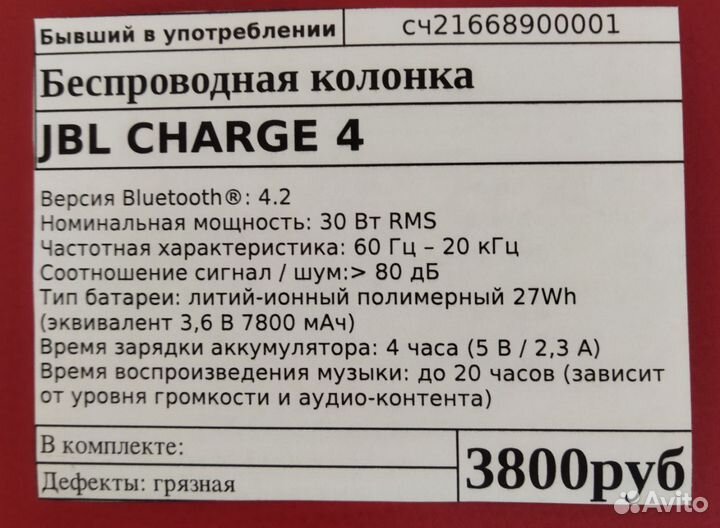 Бывший в употреблении
сч21668900001
Беспроводная колонка
JBL CHARGE 4
Версия Bluetooth®: 4.2
Номинальная мощность: 30 Вт RMS
Частотная характеристика: 60 Гц – 20 кГц
Соотношение сигнал / шум:> 80 дБ
Тип батареи: литий-ионный полимерный 27Wh
(эквивалент 3,6 В 7800 мАч)
Время зарядки аккумулятора: 4 часа (5 В / 2,3 А)
Время воспроизведения музыки: до 20 часов (зависит
от уровня громкости и аудио-контента)
В комплекте:
Дефекты: грязная
3800руб
Avito